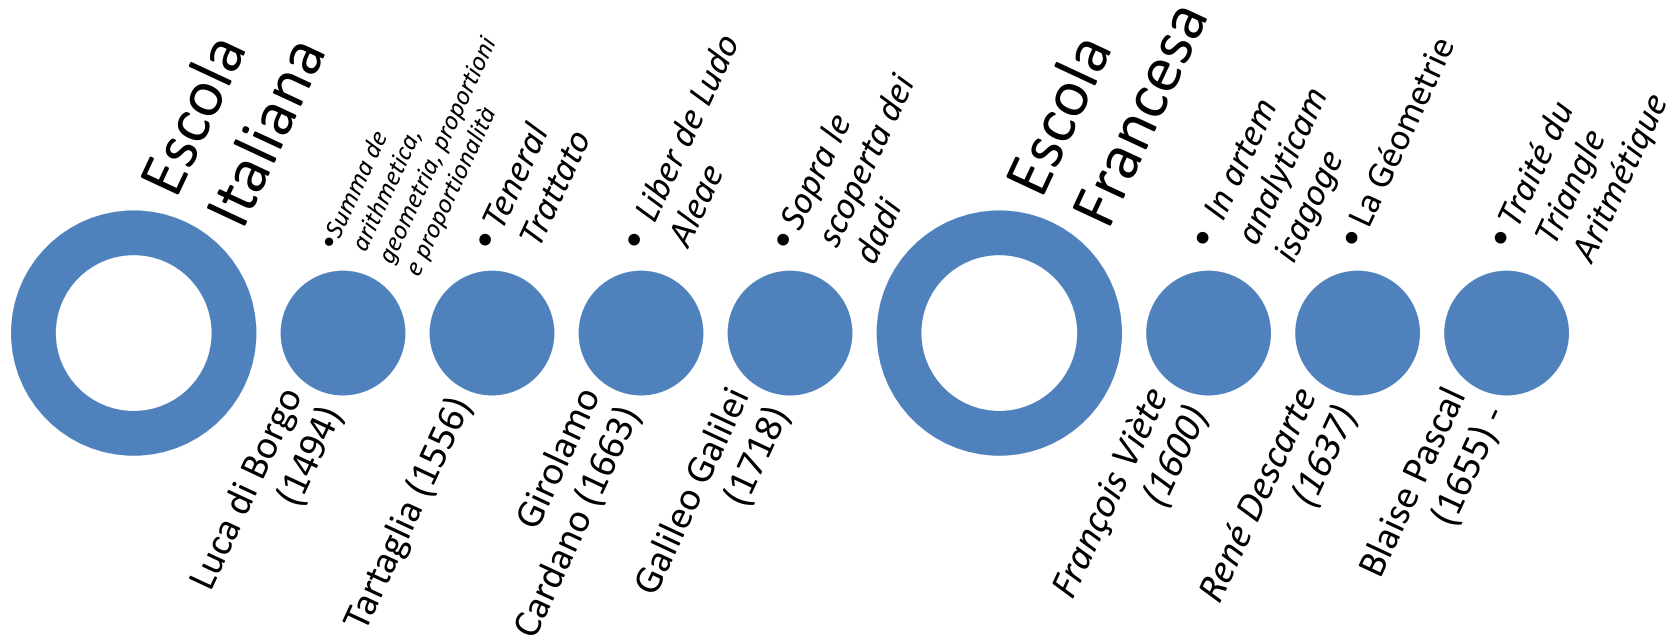 Escola
Italiana
•Summa de
arithmetica,
geometria, proportioni
e proportionalità
Luca di Borgo
(1494)
• Teneral
Trattato
Tartaglia (1556)
• Liber de Ludo
Aleae
Girolamo
Cardano (1663)
• Sopra le
scoperta dei
dadi
Galileo Galilei
(1718)
Escola
Francesa
• In artem
analyticam
isagoge
François Viète
(1600)
• La Géometrie
René Descarte
(1637)
• Traité du
Triangle
Aritmétique
Blaise Pascal
(1655) -